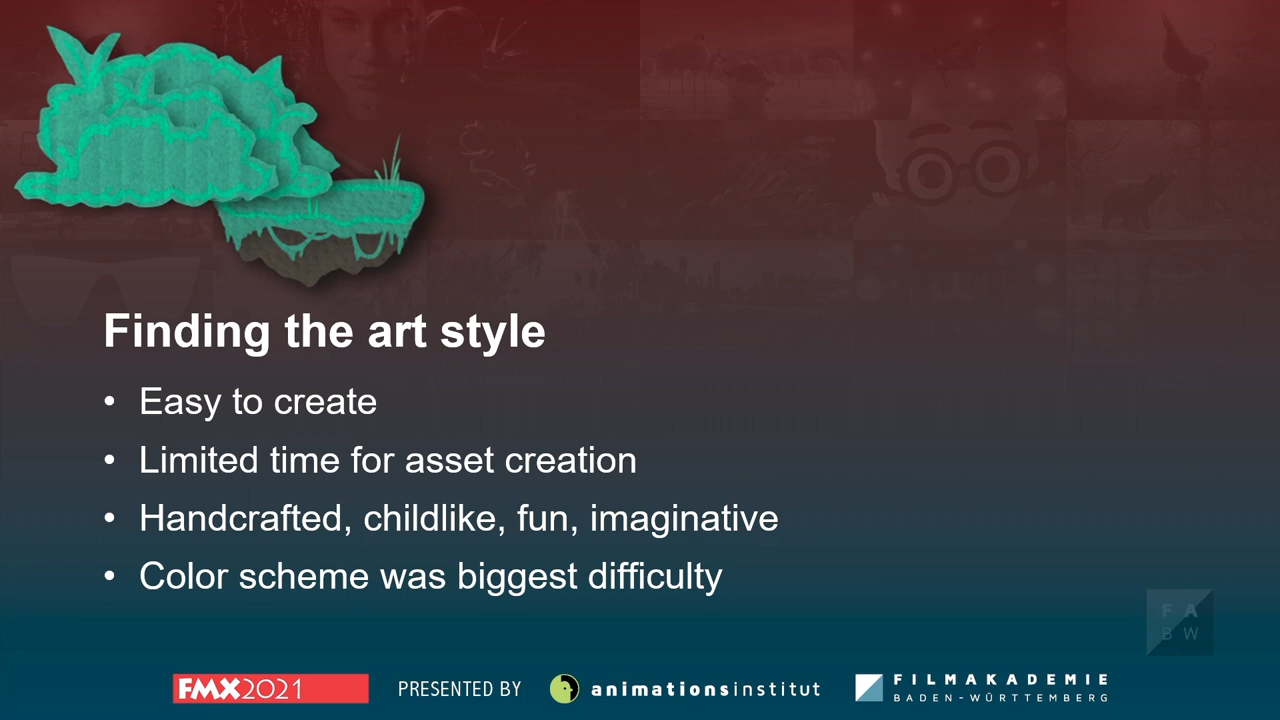 Finding the art style
• Easy to create
• Limited time for asset creation
• Handcrafted, childlike, fun, imaginative
• Color scheme was biggest difficulty
F A
B W
FMX2021 PRESENTED BY animationsinstitut FILMAKADEMIE
BADEN-WÜRTTEMBERG